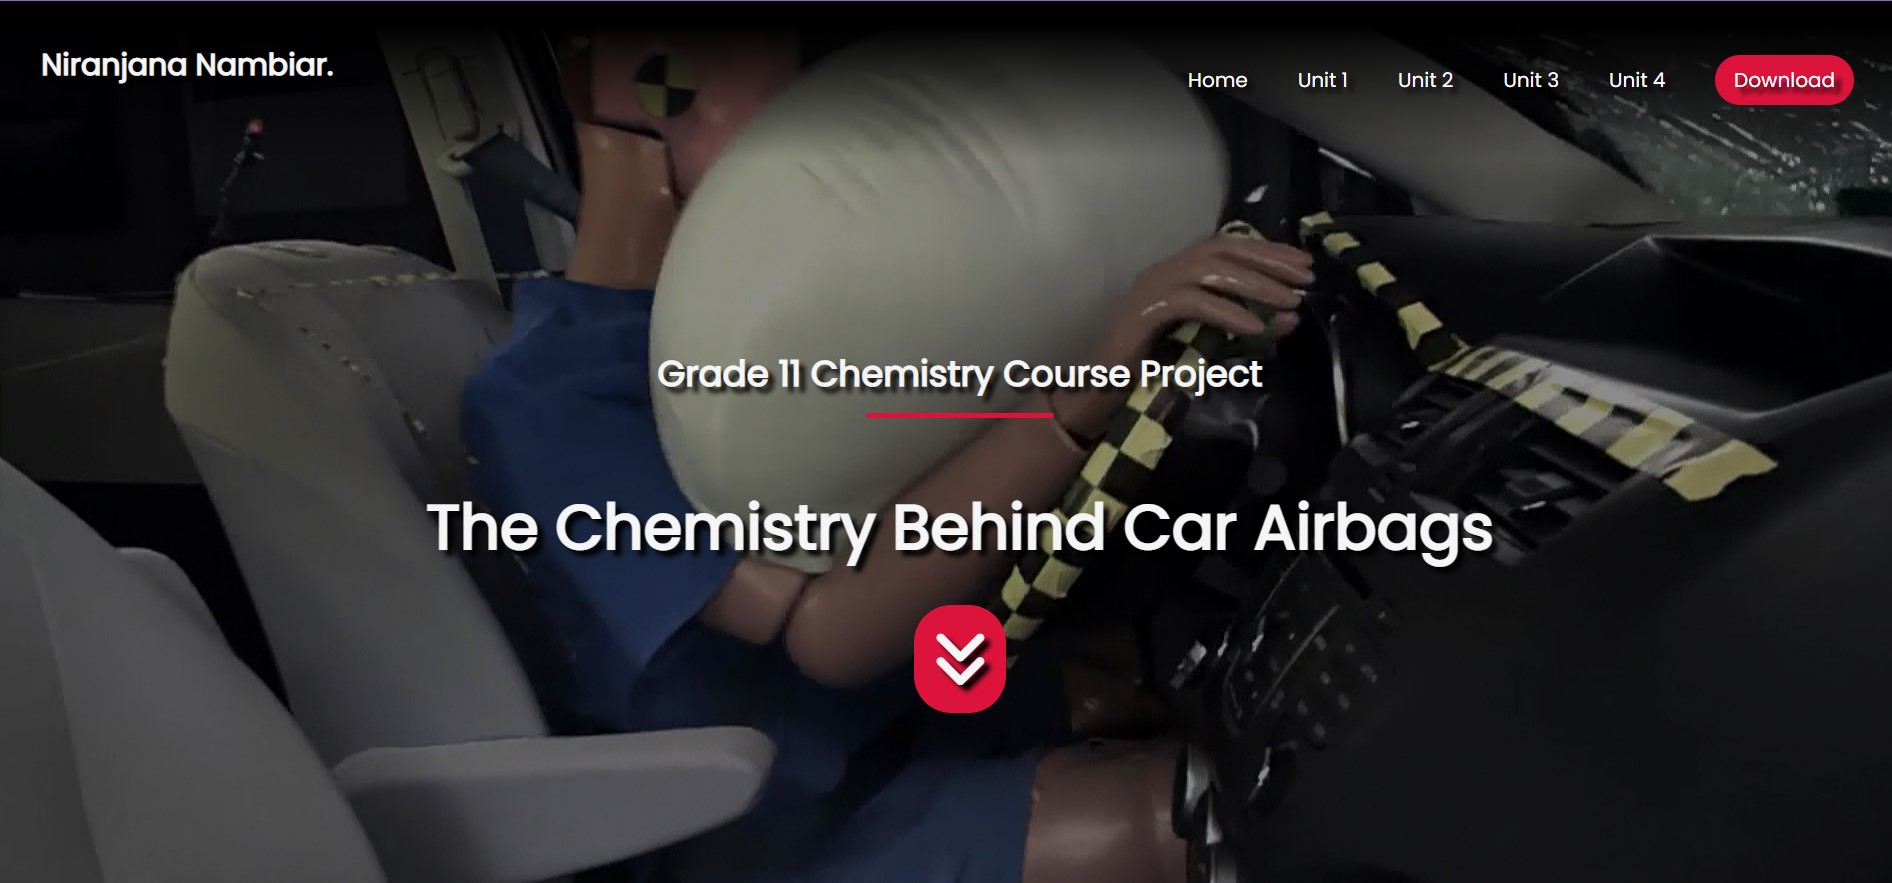 Niranjana Nambiar.
Home Unit 1 Unit 2 Unit 3 Unit 4 Download
Grade 11 Chemistry Course Project
The Chemistry Behind Car Airbags